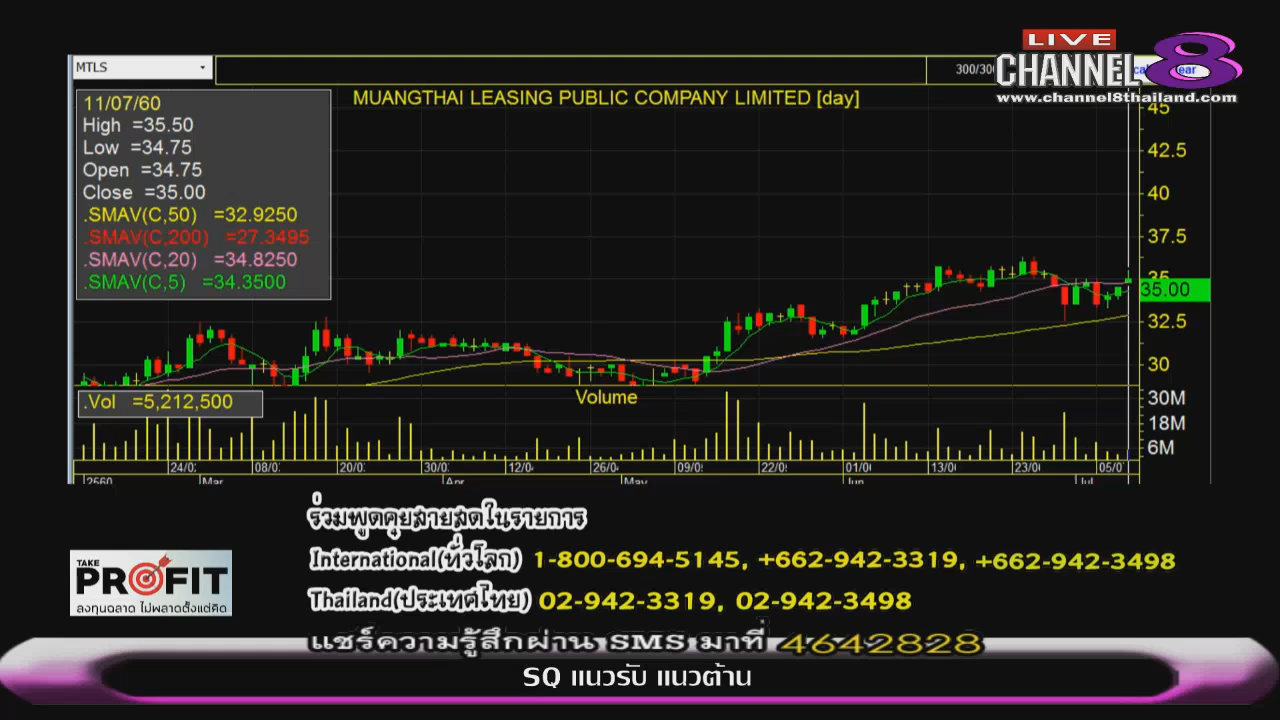 LIVE
CHANNEL 8
www.channel8thailand.com
MTLS
300/300
MUANGTHAI LEASING PUBLIC COMPANY LIMITED [day]
11/07/60
High =35.50
Low =34.75
Open =34.75
Close =35.00
.SMAV(C,50) =32.9250
.SMAV(C,200) =27.3495
.SMAV(C,20) =34.8250
.SMAV(C,5) =34.3500
45
42.5
40
37.5
35
35.00
32.5
30
.Vol =5,212,500
Volume
30M
18M
6M
24/0 08/0 20/0 30/0 12/0 26/0 09/0 22/0 01/0 13/0 23/0 05/0
2560 Mar Apr May Jun Jul
ร่วมพูดคุยสายสดในรายการ
International(ทั่วโลก) 1-800-694-5145, +662-942-3319, +662-942-3498
Thailand(ประเทศไทย) 02-942-3319, 02-942-3498
แชร์ความรู้สึกผ่าน SMS มาที่ 4642828
TAKE
PROFIT
ลงทุนฉลาด ไม่พลาดตั้งแต่คิด
SQ แนวรับ แนวต้าน